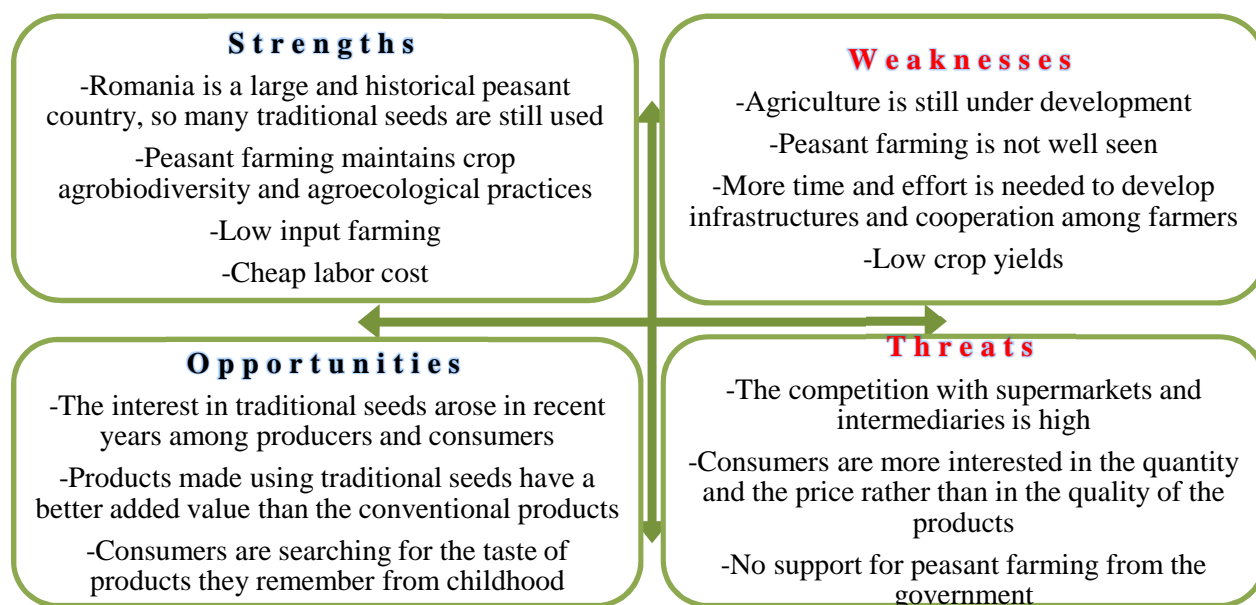 Strengths
-Romania is a large and historical peasant
country, so many traditional seeds are still used
-Peasant farming maintains crop
agrobiodiversity and agroecological practices
-Low input farming
-Cheap labor cost
Weaknesses
-Agriculture is still under development
-Peasant farming is not well seen
-More time and effort is needed to develop
infrastructures and cooperation among farmers
-Low crop yields
Opportunities
-The interest in traditional seeds arose in recent
years among producers and consumers
-Products made using traditional seeds have a
better added value than the conventional products
-Consumers are searching for the taste of
products they remember from childhood
Threats
-The competition with supermarkets and
intermediaries is high
-Consumers are more interested in the quantity
and the price rather than in the quality of the
products
-No support for peasant farming from the
government